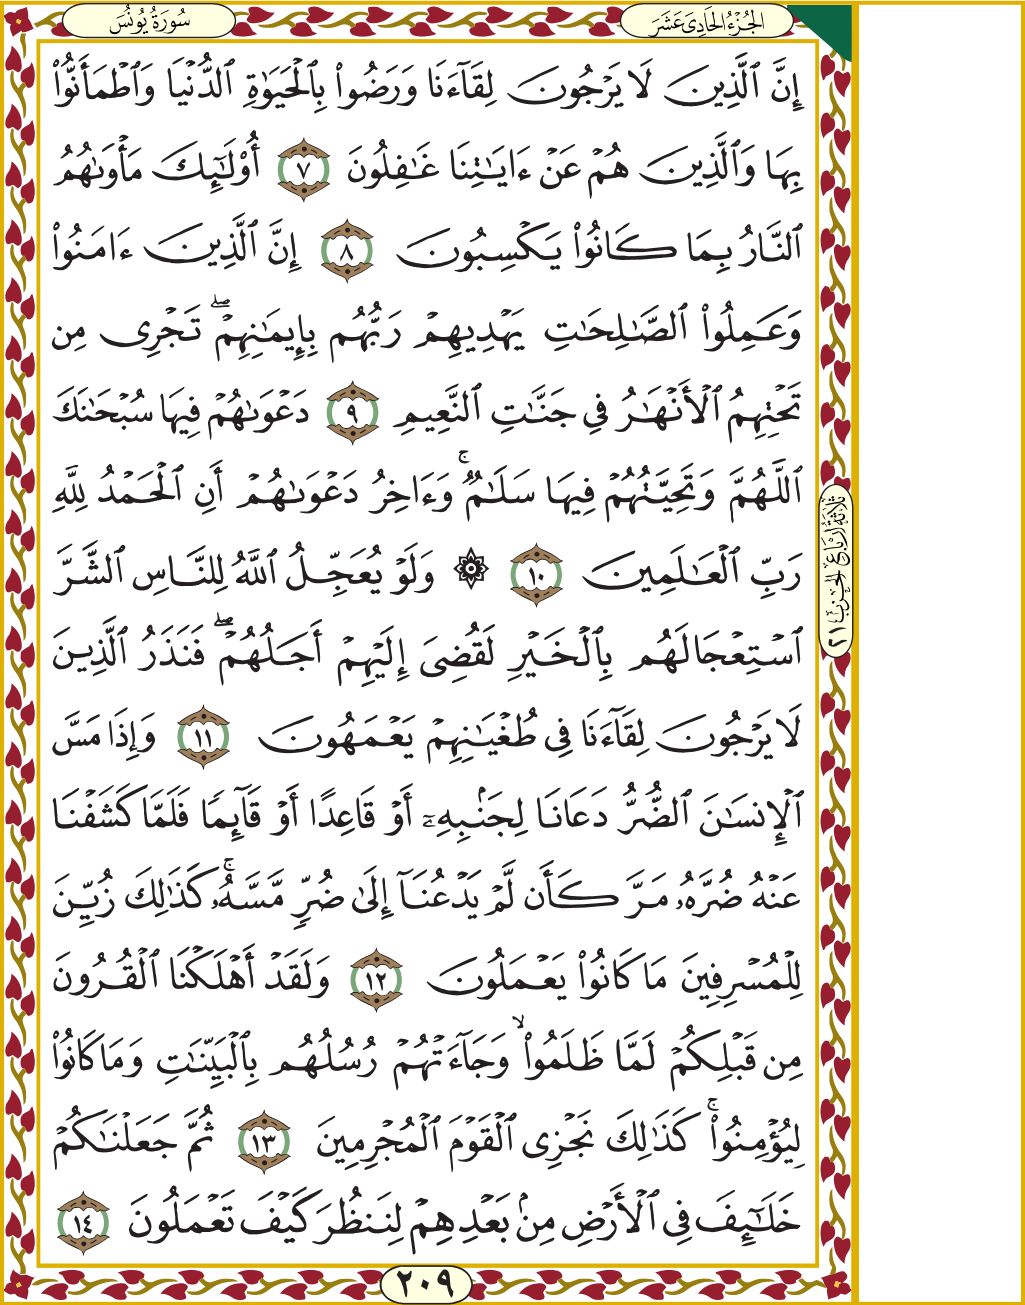 الجُزْءُ الحَادِيَ عَشَرَ
سُورَةُ يُونُسَ
إِنَّ ٱلَّذِينَ لَا يَرۡجُونَ لِقَآءَنَا وَرَضُواْ بِٱلۡحَيَوٰةِ ٱلدُّنۡيَا وَٱطۡمَأَنُّواْ
بِهَا وَٱلَّذِينَ هُمۡ عَنۡ ءَايَٰتِنَا غَٰفِلُونَ ٧ أُوْلَٰٓئِكَ مَأۡوَىٰهُمُ
ٱلنَّارُ بِمَا كَانُواْ يَكۡسِبُونَ ٨ إِنَّ ٱلَّذِينَ ءَامَنُواْ
وَعَمِلُواْ ٱلصَّٰلِحَٰتِ يَهۡدِيهِمۡ رَبُّهُم بِإِيمَٰنِهِمۡۖ تَجۡرِي مِن
تَحۡتِهِمُ ٱلۡأَنۡهَٰرُ فِي جَنَّٰتِ ٱلنَّعِيمِ ٩ دَعۡوَىٰهُمۡ فِيهَا سُبۡحَٰنَكَ
ٱللَّهُمَّ وَتَحِيَّتُهُمۡ فِيهَا سَلَٰمٞۚ وَءَاخِرُ دَعۡوَىٰهُمۡ أَنِ ٱلۡحَمۡدُ لِلَّهِ
رَبِّ ٱلۡعَٰلَمِينَ ١٠ ۞ وَلَوۡ يُعَجِّلُ ٱللَّهُ لِلنَّاسِ ٱلشَّرَّ
ٱسۡتِعۡجَالَهُم بِٱلۡخَيۡرِ لَقُضِيَ إِلَيۡهِمۡ أَجَلُهُمۡۖ فَنَذَرُ ٱلَّذِينَ
لَا يَرۡجُونَ لِقَآءَنَا فِي طُغۡيَٰنِهِمۡ يَعۡمَهُونَ ١١ وَإِذَا مَسَّ
ٱلۡإِنسَٰنَ ٱلضُّرُّ دَعَانَا لِجَنۢبِهِۦٓ أَوۡ قَاعِدًا أَوۡ قَآئِمٗا فَلَمَّا كَشَفۡنَا
عَنۡهُ ضُرَّهُۥ مَرَّ كَأَن لَّمۡ يَدۡعُنَآ إِلَىٰ ضُرّٖ مَّسَّهُۥۚ كَذَٰلِكَ زُيِّنَ
لِلۡمُسۡرِفِينَ مَا كَانُواْ يَعۡمَلُونَ ١٢ وَلَقَدۡ أَهۡلَكۡنَا ٱلۡقُرُونَ
مِن قَبۡلِكُمۡ لَمَّا ظَلَمُواْۙ وَجَآءَتۡهُمۡ رُسُلُهُم بِٱلۡبَيِّنَٰتِ وَمَا كَانُواْ
لِيُؤۡمِنُواْۚ كَذَٰلِكَ نَجۡزِي ٱلۡقَوۡمَ ٱلۡمُجۡرِمِينَ ١٣ ثُمَّ جَعَلۡنَٰكُمۡ
خَلَٰٓئِفَ فِي ٱلۡأَرۡضِ مِنۢ بَعۡدِهِمۡ لِنَنظُرَ كَيۡفَ تَعۡمَلُونَ ١٤
ثَلَاثَةُ أَرْبَاعِ الحِزْبِ ٢١
٢٠٩